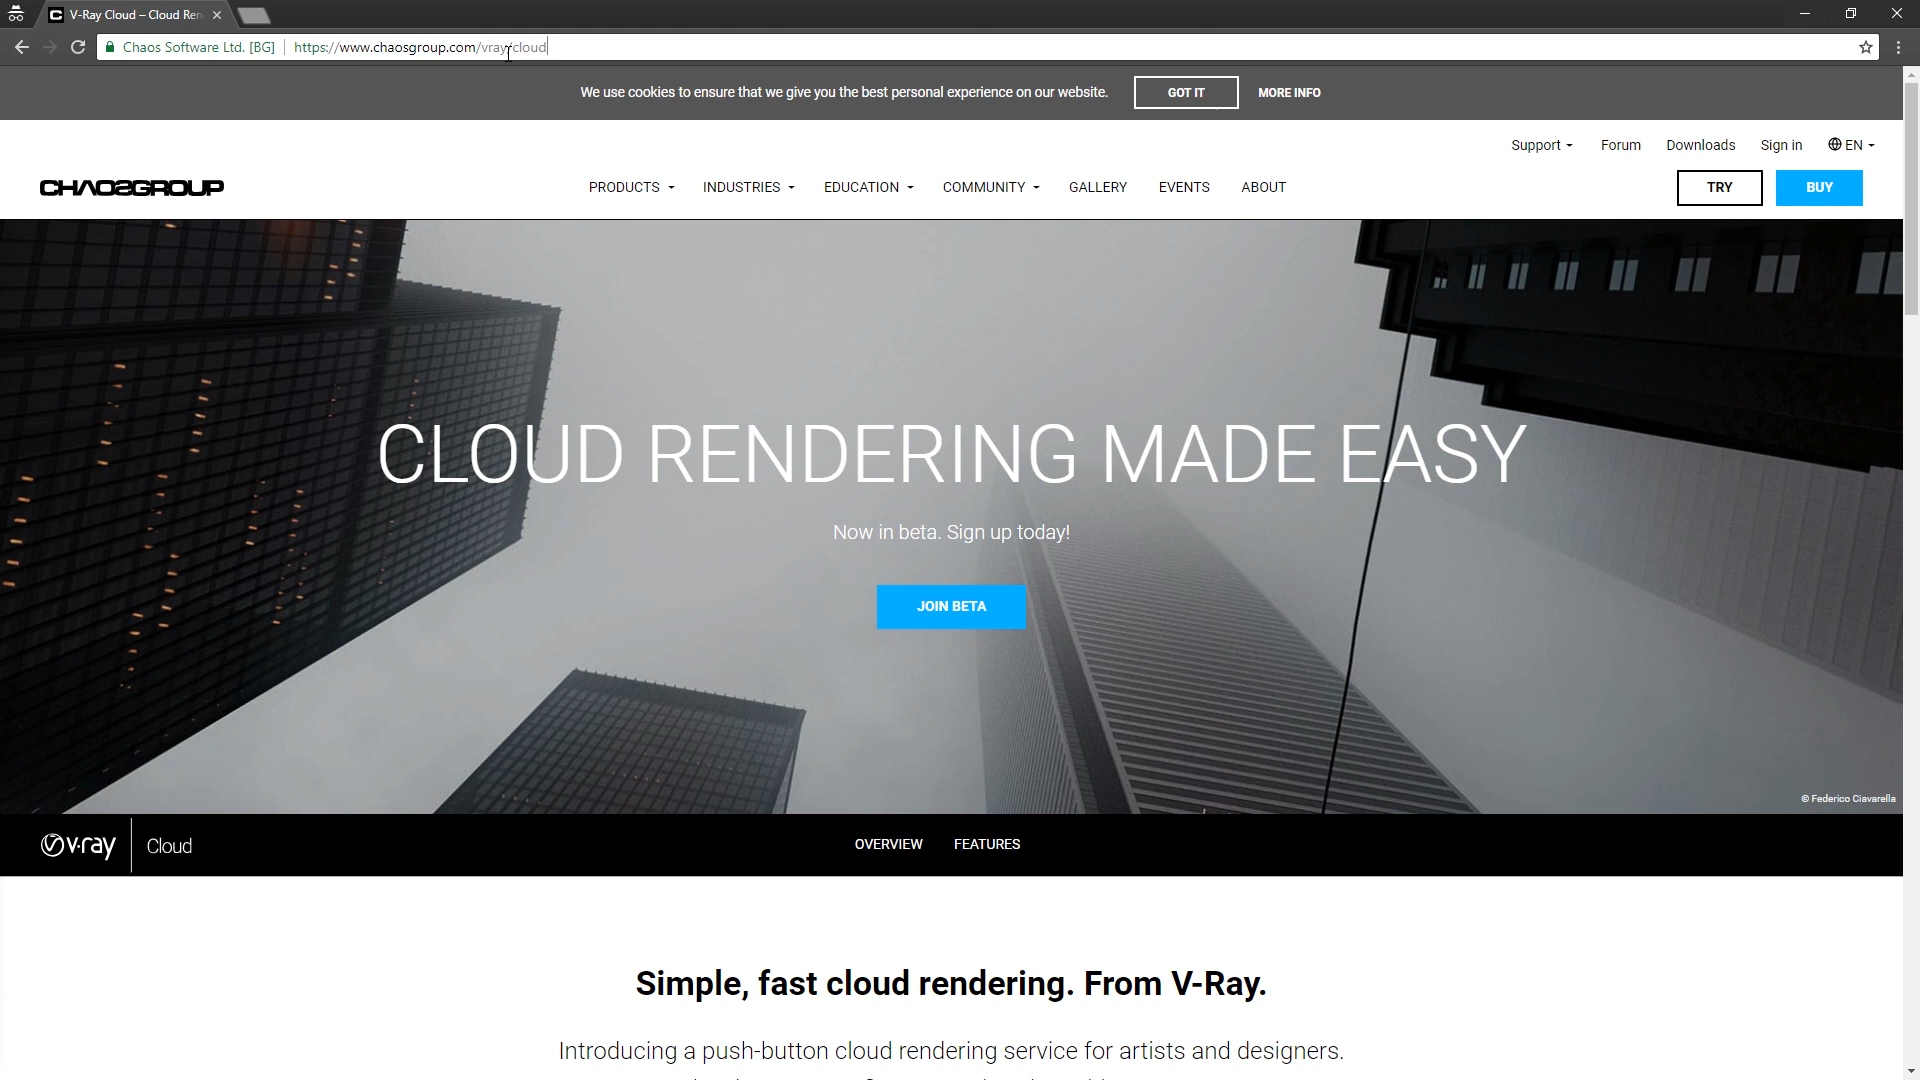 V-Ray Cloud – Cloud Ren
Chaos Software Ltd. [BG]
https://www.chaosgroup.com/vray/cloud
We use cookies to ensure that we give you the best personal experience on our website.
GOT IT
MORE INFO
Support
Forum
Downloads
Sign in
EN
CHAOSGROUP
PRODUCTS
INDUSTRIES
EDUCATION
COMMUNITY
GALLERY
EVENTS
ABOUT
TRY
BUY
CLOUD RENDERING MADE EASY
Now in beta. Sign up today!
JOIN BETA
© Federico Ciavarella
v·ray
Cloud
OVERVIEW
FEATURES
Simple, fast cloud rendering. From V-Ray.
Introducing a push-button cloud rendering service for artists and designers.